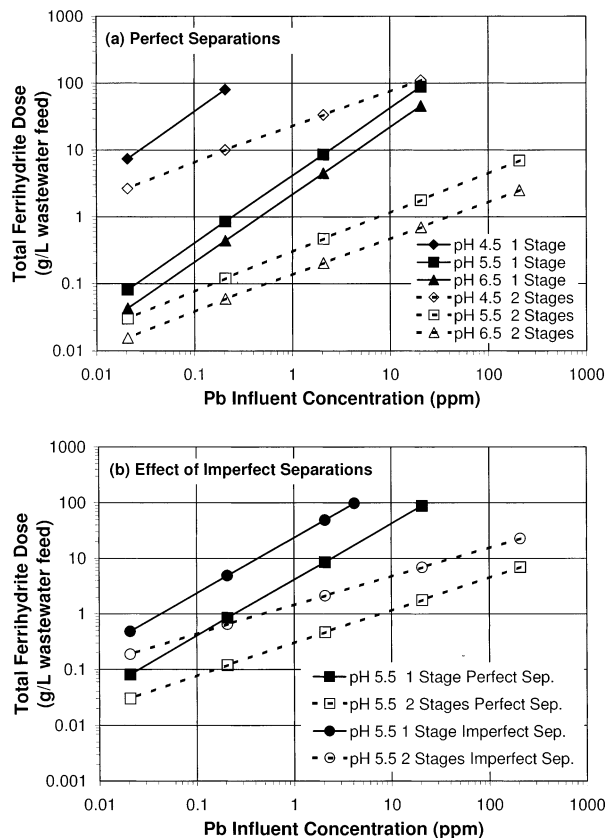 1000
(a) Perfect Separations
100
10
1
0.1
0.01
Total Ferrihydrite Dose
(g/L wastewater feed)
pH 4.5 1 Stage
pH 5.5 1 Stage
pH 6.5 1 Stage
pH 4.5 2 Stages
pH 5.5 2 Stages
pH 6.5 2 Stages
0.01 0.1 1 10 100 1000
Pb Influent Concentration (ppm)
1000
(b) Effect of Imperfect Separations
100
10
1
0.1
0.01
0.001
Total Ferrihydrite Dose
(g/L wastewater feed)
pH 5.5 1 Stage Perfect Sep.
pH 5.5 2 Stages Perfect Sep.
pH 5.5 1 Stage Imperfect Sep.
pH 5.5 2 Stages Imperfect Sep.
0.01 0.1 1 10 100 1000
Pb Influent Concentration (ppm)